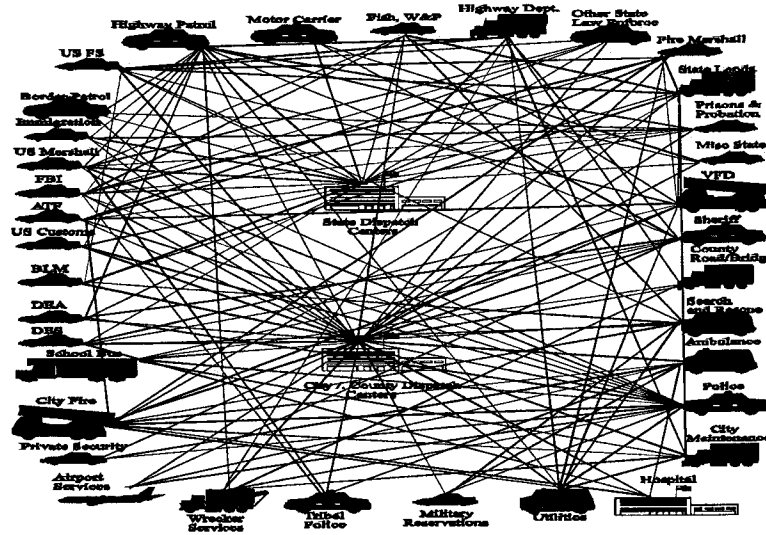 Highway Patrol
Motor Carrier
Fish, W&P
Highway Dept.
Other State
Law Enforce
Fire Marshall
US FS
State Lands
Border Patrol
Prisons &
Probation
Immigration
Misc State
US Marshall
VFD
FBI
ATF
Sheriff
US Customs
State Dispatch
Centers
County
Road/Bridge
BLM
Search
and Rescue
DEA
DES
Ambulance
School Bus
City / County Dispatch
Centers
City Fire
Police
Private Security
City
Maintenance
Airport
Services
Hospital
Wrecker
Services
Tribal
Police
Military
Reservations
Utilities